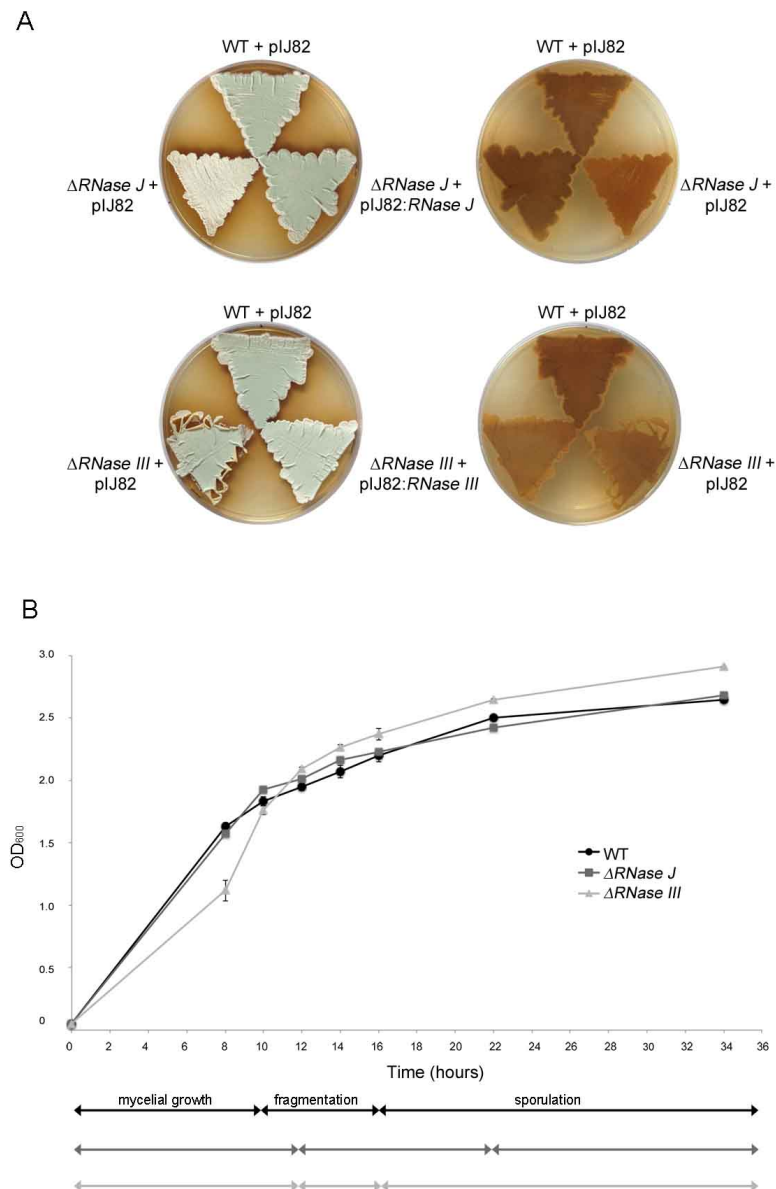 A
WT + pIJ82
WT + pIJ82
ΔRNase J +
pIJ82
ΔRNase J +
pIJ82:RNase J
ΔRNase J +
pIJ82
WT + pIJ82
WT + pIJ82
ΔRNase III +
pIJ82
ΔRNase III +
pIJ82:RNase III
ΔRNase III +
pIJ82
B
3.0
2.5
2.0
1.5
1.0
0.5
0
OD600
WT
ΔRNase J
ΔRNase III
0 2 4 6 8 10 12 14 16 18 20 22 24 26 28 30 32 34 36
Time (hours)
mycelial growth fragmentation sporulation